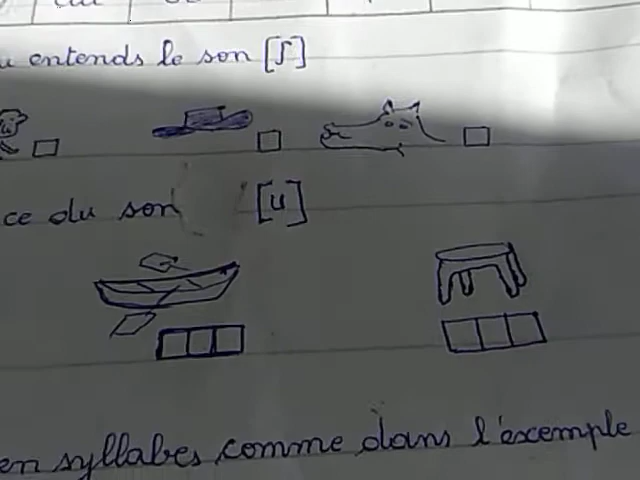 u entends le son [ʃ]
ce du son [u]
en syllabes comme dans l'exemple